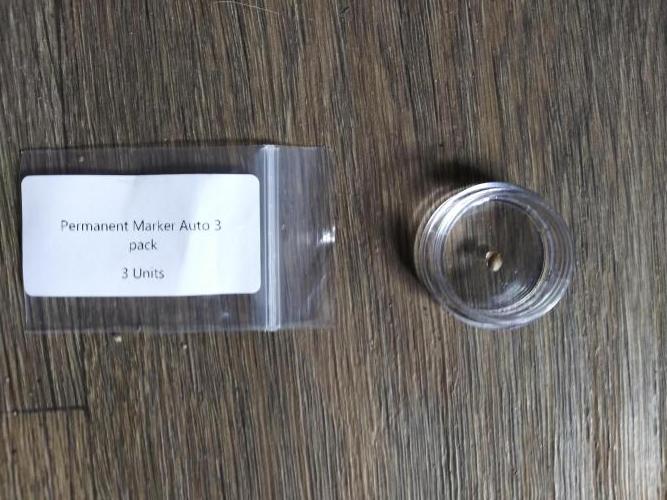 Permanent Marker Auto 3
pack
3 Units